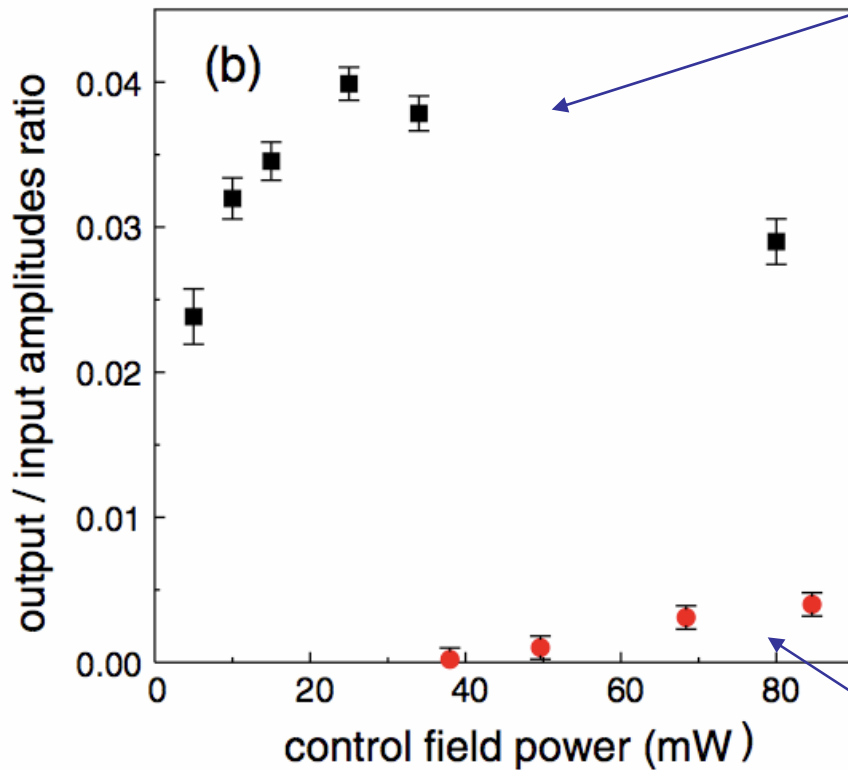 (b)
output / input amplitudes ratio
0.04
0.03
0.02
0.01
0.00
0 20 40 60 80
control field power (mW)